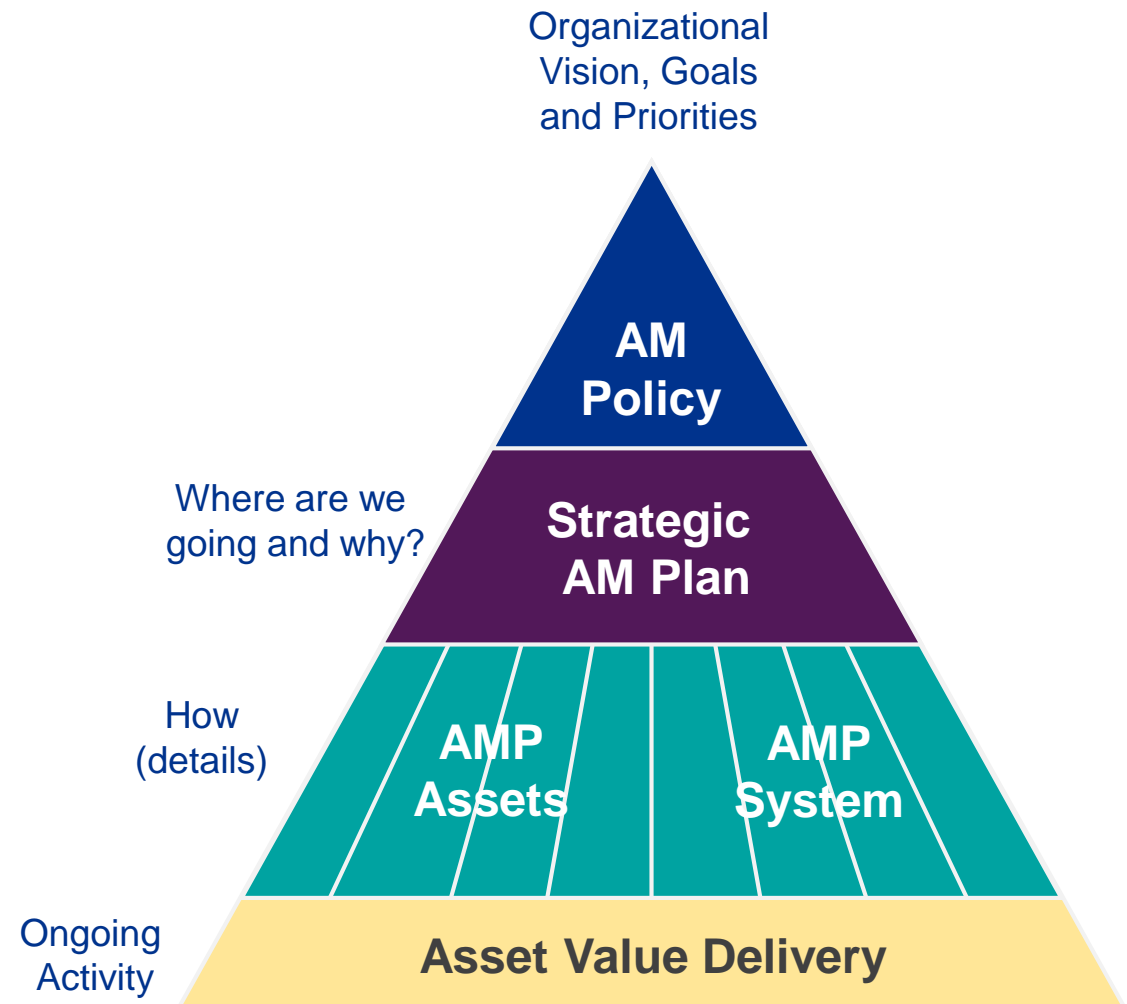 Organizational
Vision, Goals
and Priorities
AM
Policy
Where are we
going and why?
Strategic
AM Plan
How
(details)
AMP
Assets
AMP
System
Ongoing
Activity
Asset Value Delivery